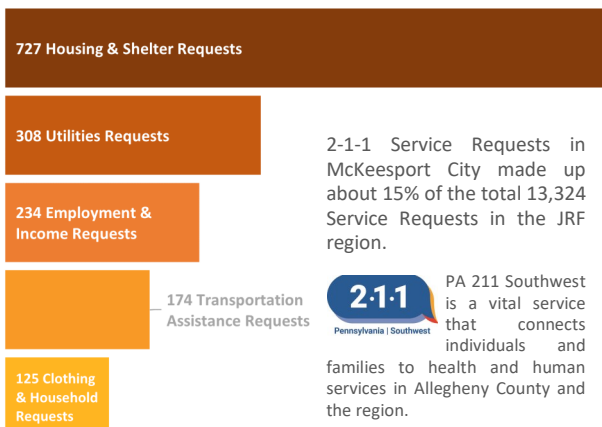 727 Housing & Shelter Requests
308 Utilities Requests
234 Employment &
Income Requests
174 Transportation
Assistance Requests
125 Clothing
& Household
Requests
2-1-1 Service Requests in
McKeesport City made up
about 15% of the total 13,324
Service Requests in the JRF
region.
2·1·1
Pennsylvania | Southwest
PA 211 Southwest
is a vital service
that connects
individuals and
families to health and human
services in Allegheny County and
the region.